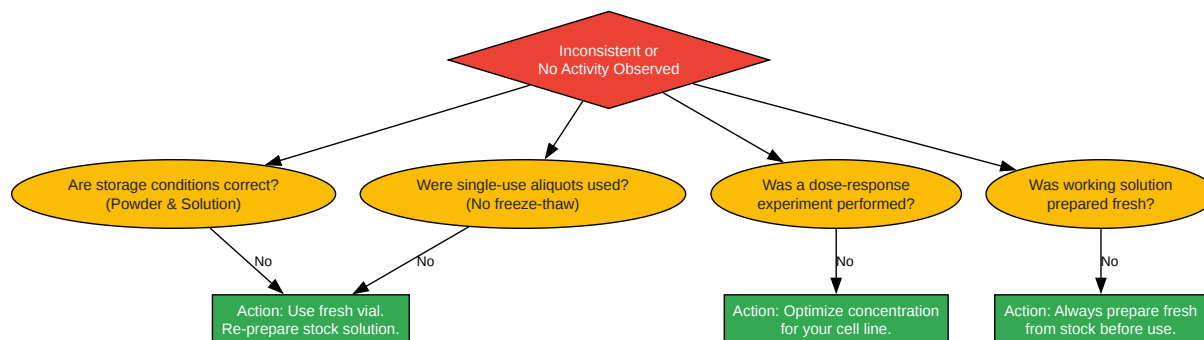 Inconsistent or
No Activity Observed
Are storage conditions correct?
(Powder & Solution)
Were single-use aliquots used?
(No freeze-thaw)
Was a dose-response
experiment performed?
Was working solution
prepared fresh?
No
No
No
No
Action: Use fresh vial.
Re-prepare stock solution.
Action: Optimize concentration
for your cell line.
Action: Always prepare fresh
from stock before use.